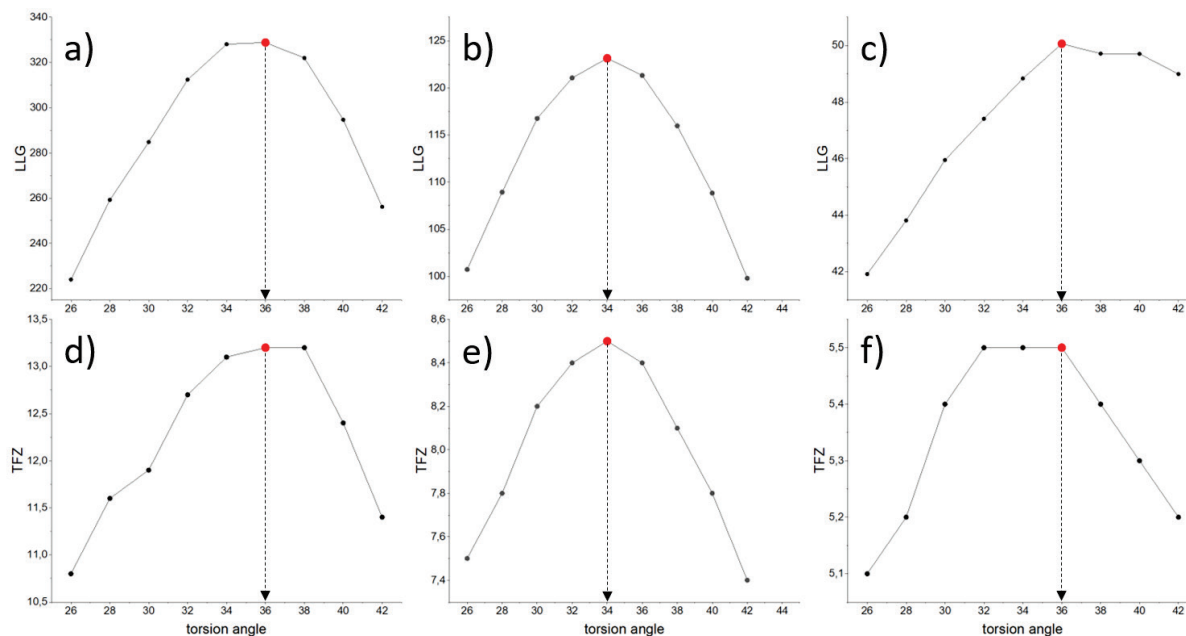 a)
LLG
340
320
300
280
260
240
220
26 28 30 32 34 36 38 40 42
b)
LLG
125
120
115
110
105
100
26 28 30 32 34 36 38 40 42 44
c)
LLG
50
48
46
44
42
26 28 30 32 34 36 38 40 42
d)
TFZ
13,5
13,0
12,5
12,0
11,5
11,0
10,5
26 28 30 32 34 36 38 40 42
torsion angle
e)
TFZ
8,6
8,4
8,2
8,0
7,8
7,6
7,4
26 28 30 32 34 36 38 40 42 44
torsion angle
f)
TFZ
5,5
5,4
5,3
5,2
5,1
26 28 30 32 34 36 38 40 42
torsion angle